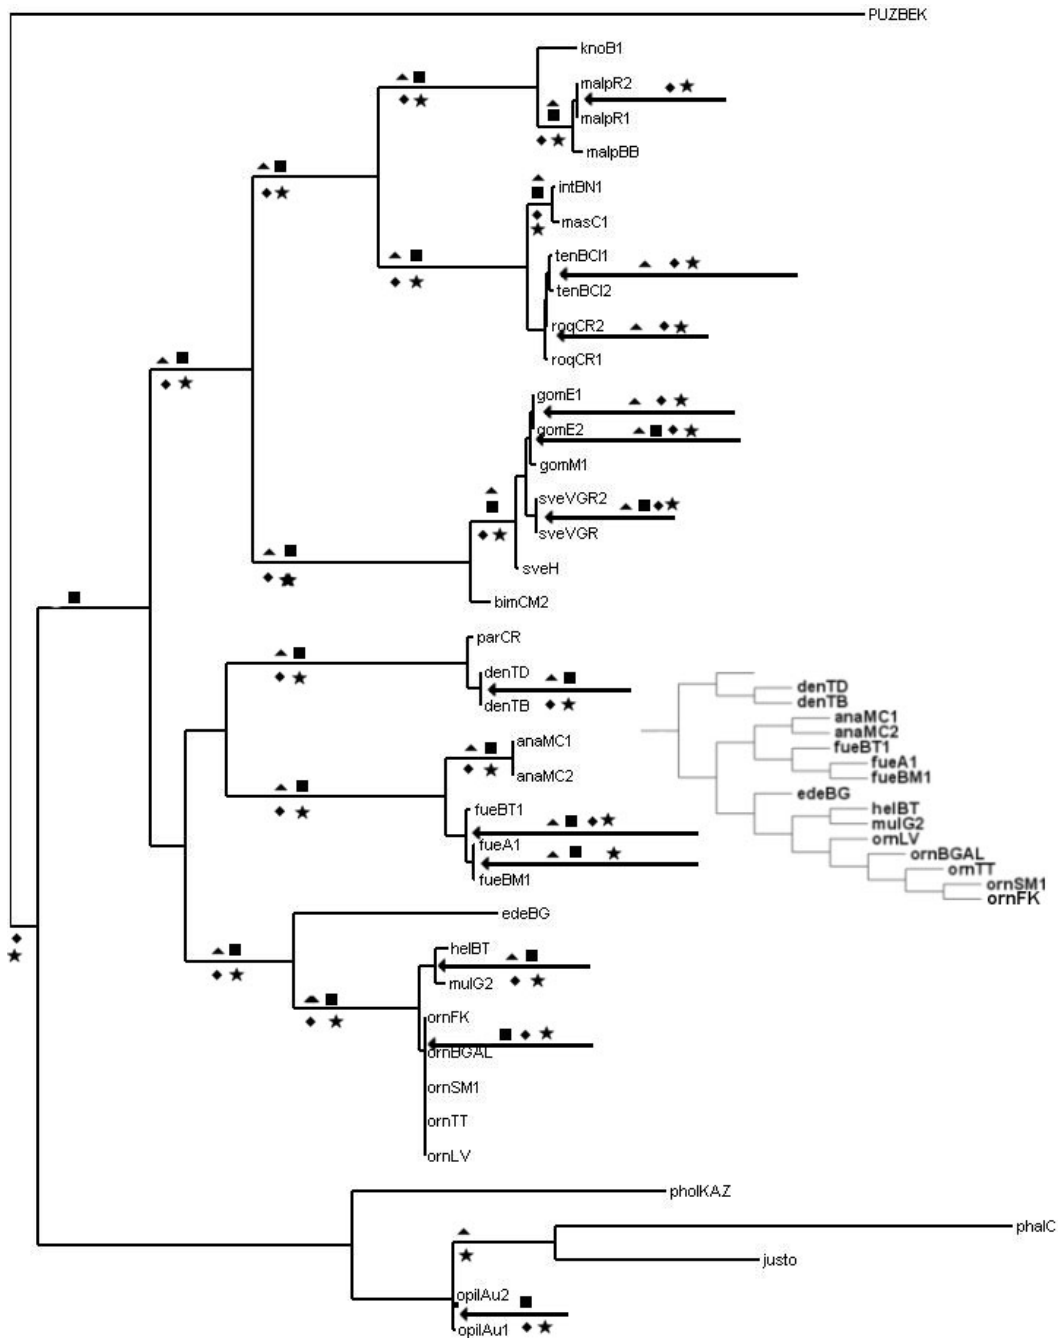 PUZBEK
knoB1
malpR2
malpR1
malpBB
intBN1
masC1
tenBCI1
tenBCI2
roqCR2
roqCR1
gomE1
gomE2
gomM1
sveVGR2
sveVGR
sveH
bimCM2
parCR
denTD
denTB
anaMC1
anaMC2
fueBT1
fueA1
fueBM1
edeBG
helBT
mulG2
ornFK
ornBGAL
ornSM1
ornTT
ornLV
pholKAZ
phalC
justo
opilAu2
opilAu1
denTD
denTB
anaMC1
anaMC2
fueBT1
fueA1
fueBM1
edeBG
helBT
mulG2
ornLV
ornBGAL
ornTT
ornSM1
ornFK